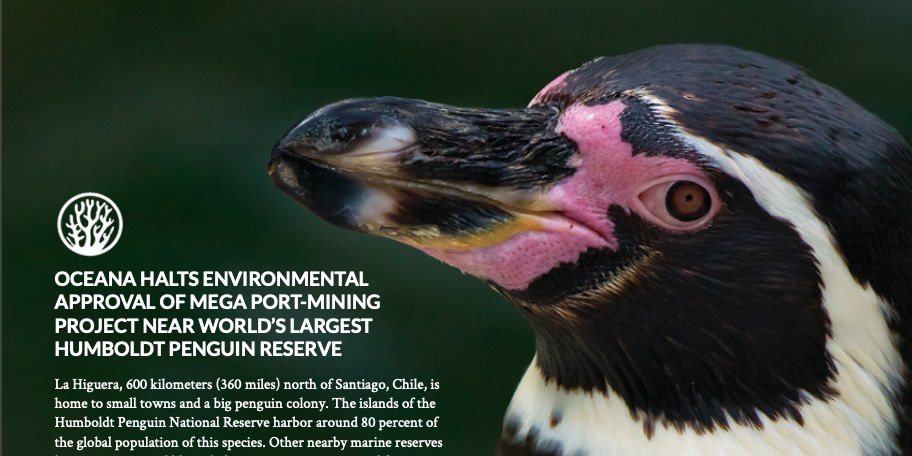 OCEANA HALTS ENVIRONMENTAL
APPROVAL OF MEGA PORT-MINING
PROJECT NEAR WORLD'S LARGEST
HUMBOLDT PENGUIN RESERVE
La Higuera, 600 kilometers (360 miles) north of Santiago, Chile, is
home to small towns and a big penguin colony. The islands of the
Humboldt Penguin National Reserve harbor around 80 percent of
the global population of this species. Other nearby marine reserves